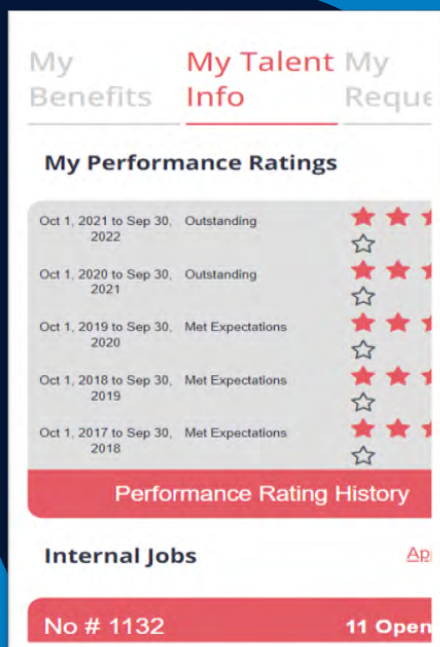 My
Benefits
My Talent
Info
My
My Performance Ratings
Oct 1, 2021 to Sep 30,
2022
Outstanding
Oct 1, 2020 to Sep 30,
2021
Outstanding
Oct 1, 2019 to Sep 30,
2020
Met Expectations
Oct 1, 2018 to Sep 30,
2019
Met Expectations
Oct 1, 2017 to Sep 30,
2018
Met Expectations
Performance Rating History
Internal Jobs
No # 1132
11 Open